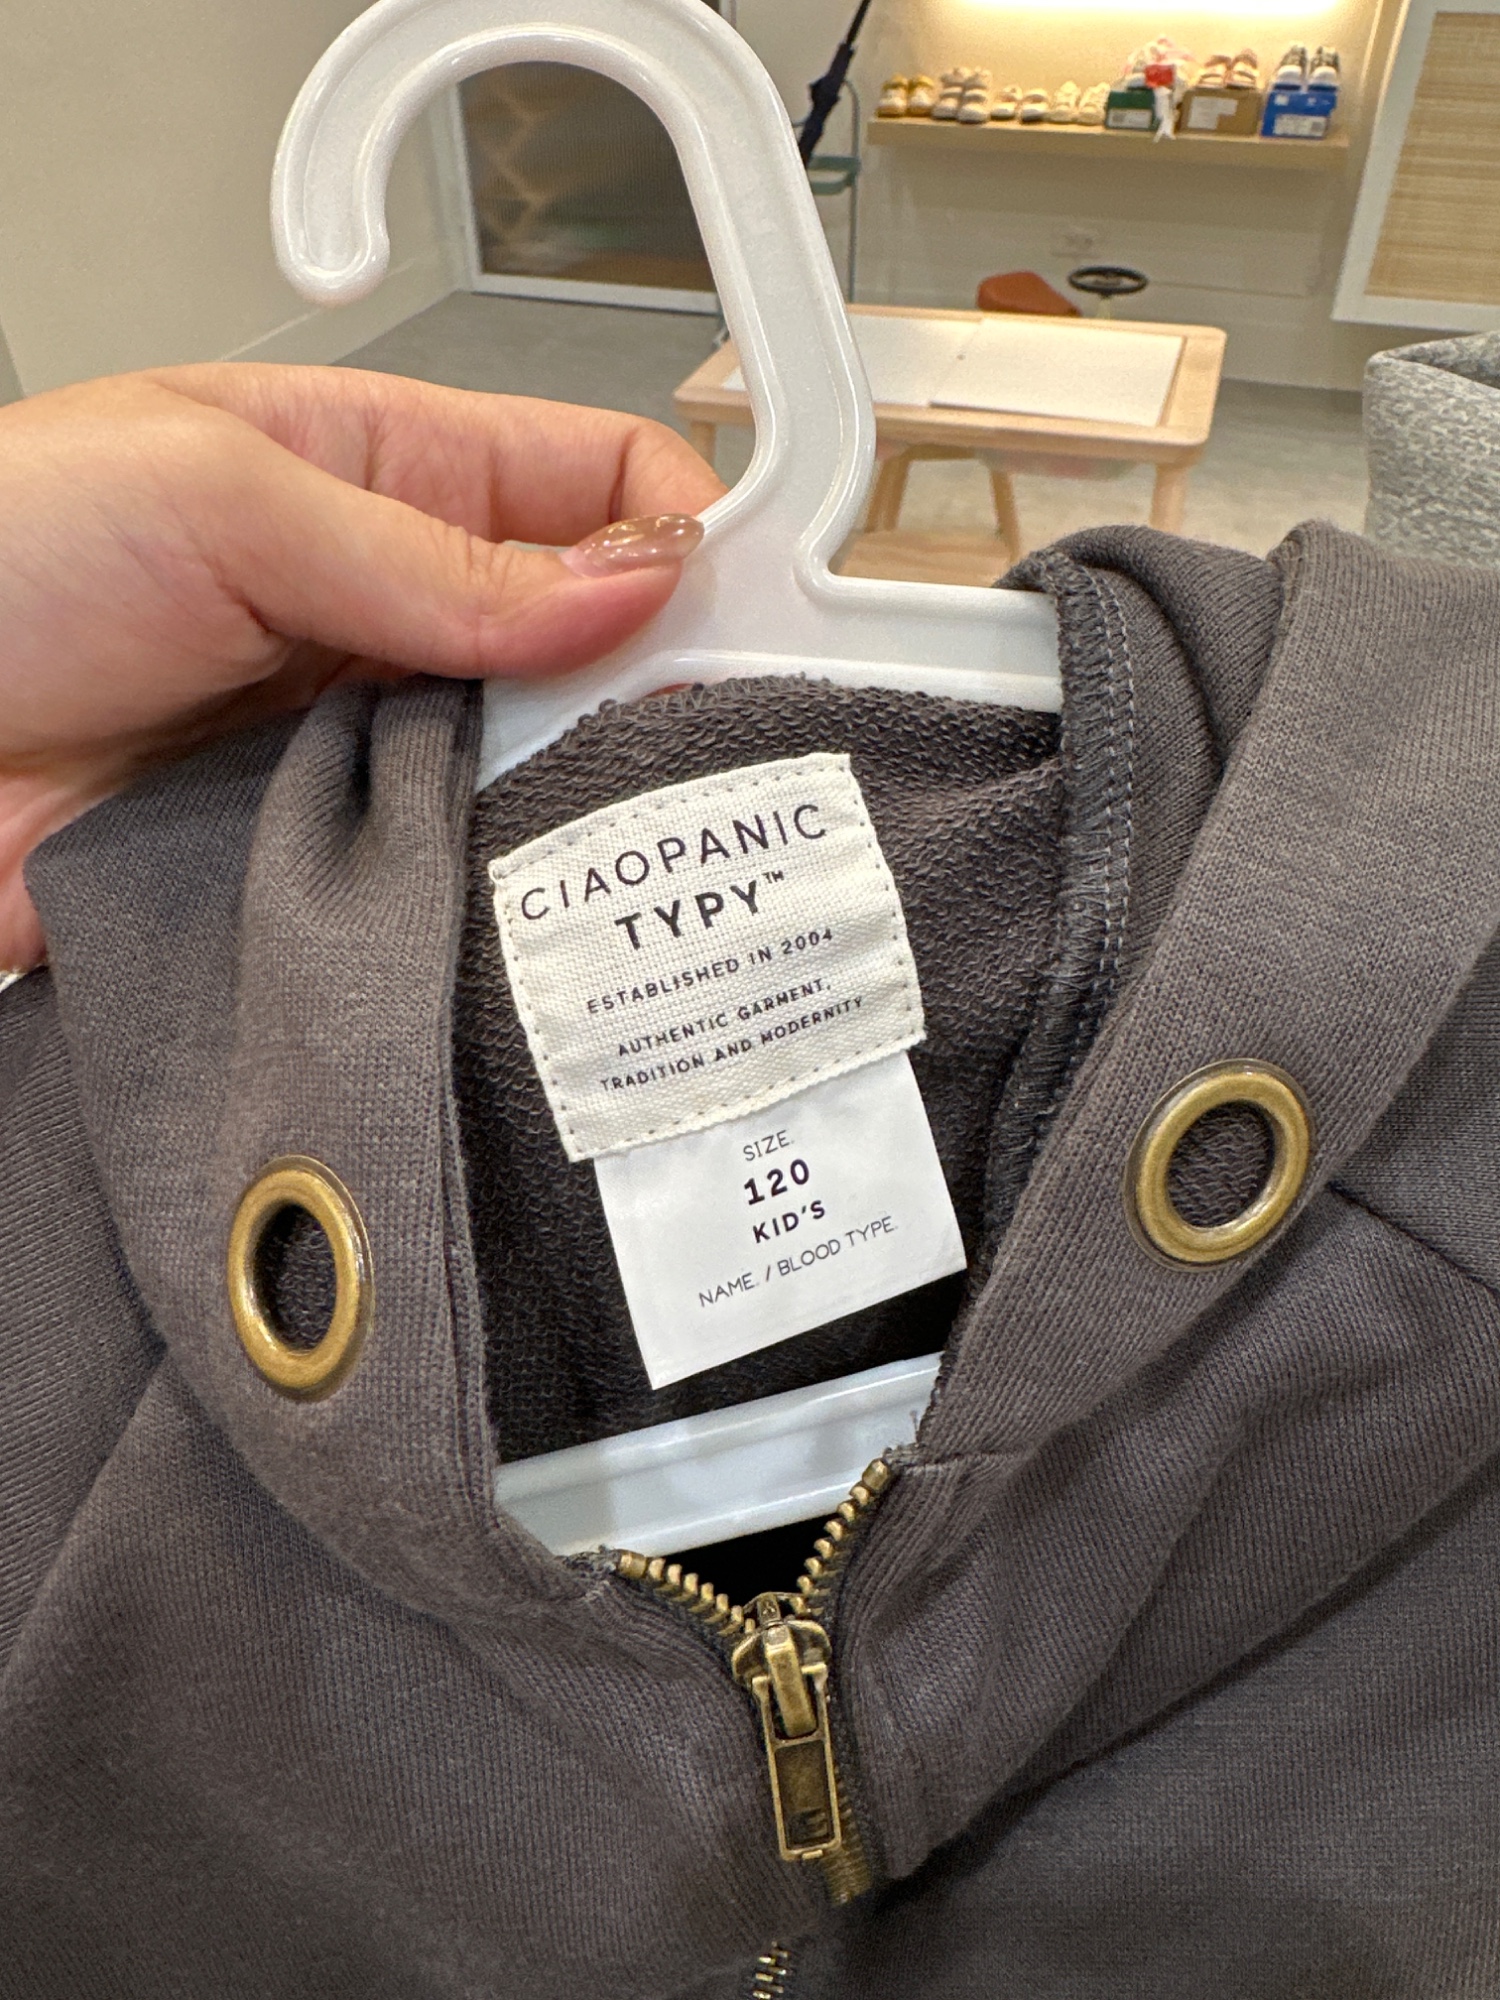 CIAOPANIC
TYPY™
ESTABLISHED IN 2004
AUTHENTIC GARMENT,
TRADITION AND MODERNITY
SIZE.
120
KID'S
NAME. / BLOOD TYPE.